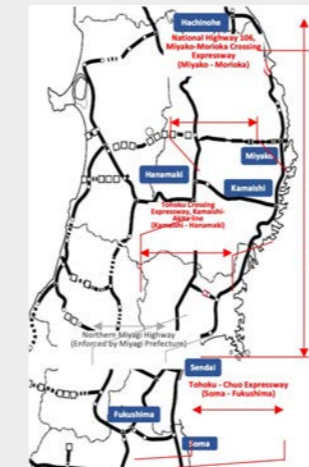 Hachinohe
National Highway 106,
Miyako-Morioka Crossing
Expressway
(Miyako - Morioka)
Miyako
Hanamaki
Kamaishi
Tohoku Crossing
Expressway, Kamaishi-
Akita-line
(Kamaishi - Hanamaki)
Northern Miyagi Highway
(Enforced by Miyagi Prefecture)
Sendai
Tohoku - Chuo Expressway
(Soma - Fukushima)
Fukushima
Soma